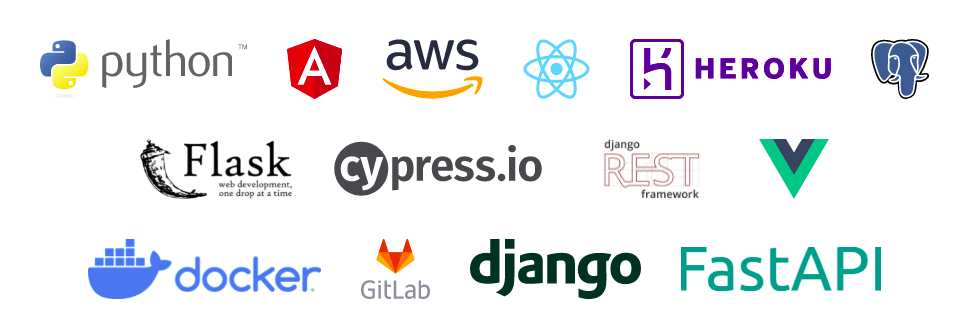 python™
A
aws
HEROKU
Flask
web development,
one drop at a time
cypress.io
django
REST
framework
docker
GitLab
django
FastAPI